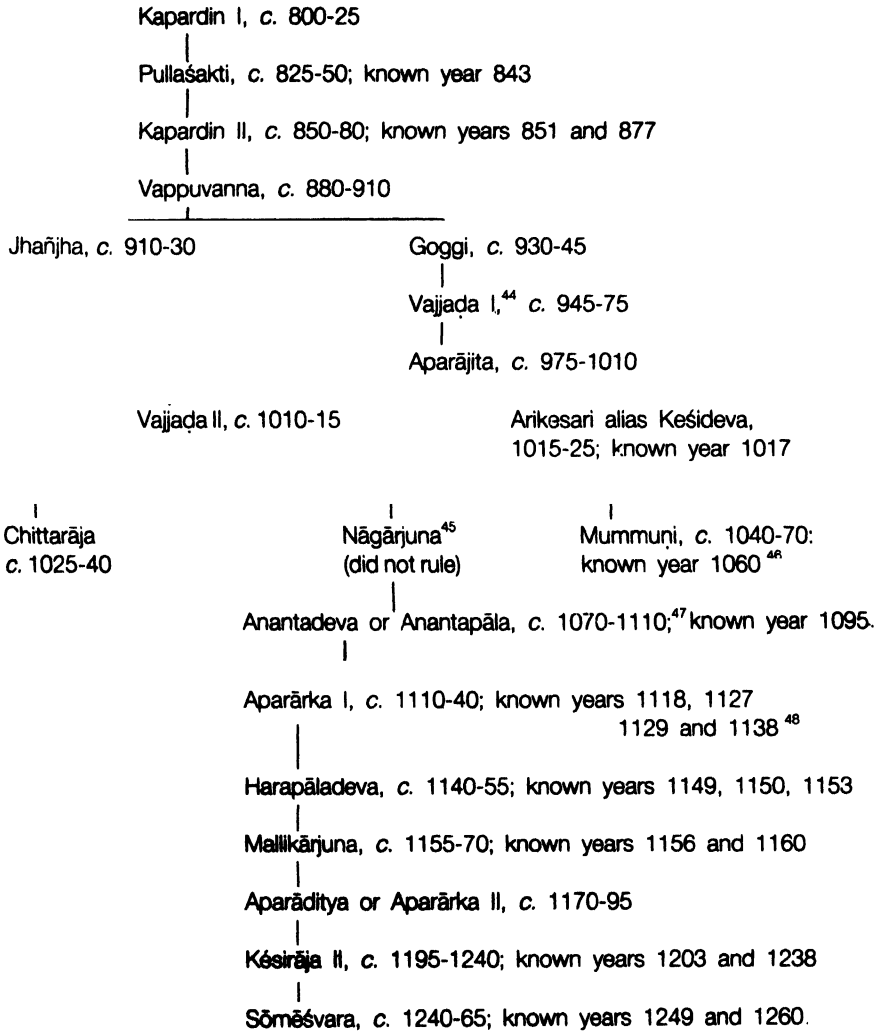 Kapardin I, c. 800-25
Pullaśakti, c. 825-50; known year 843
Kapardin II, c. 850-80; known years 851 and 877
Vappuvanna, c. 880-910
Jhañjha, c. 910-30
Goggi, c. 930-45
Vajjaḍa I,⁴⁴ c. 945-75
Aparājita, c. 975-1010
Vajjaḍa II, c. 1010-15
Arikesari alias Keśideva,
1015-25; known year 1017
Chittarāja
c. 1025-40
Nāgārjuna⁴⁵
(did not rule)
Mummuṇi, c. 1040-70:
known year 1060 ⁴⁶
Anantadeva or Anantapāla, c. 1070-1110;⁴⁷ known year 1095.
Aparārka I, c. 1110-40; known years 1118, 1127
1129 and 1138 ⁴⁸
Harapāladeva, c. 1140-55; known years 1149, 1150, 1153
Mallikārjuna, c. 1155-70; known years 1156 and 1160
Aparāditya or Aparārka II, c. 1170-95
Késirāja II, c. 1195-1240; known years 1203 and 1238
Sōmēśvara, c. 1240-65; known years 1249 and 1260.